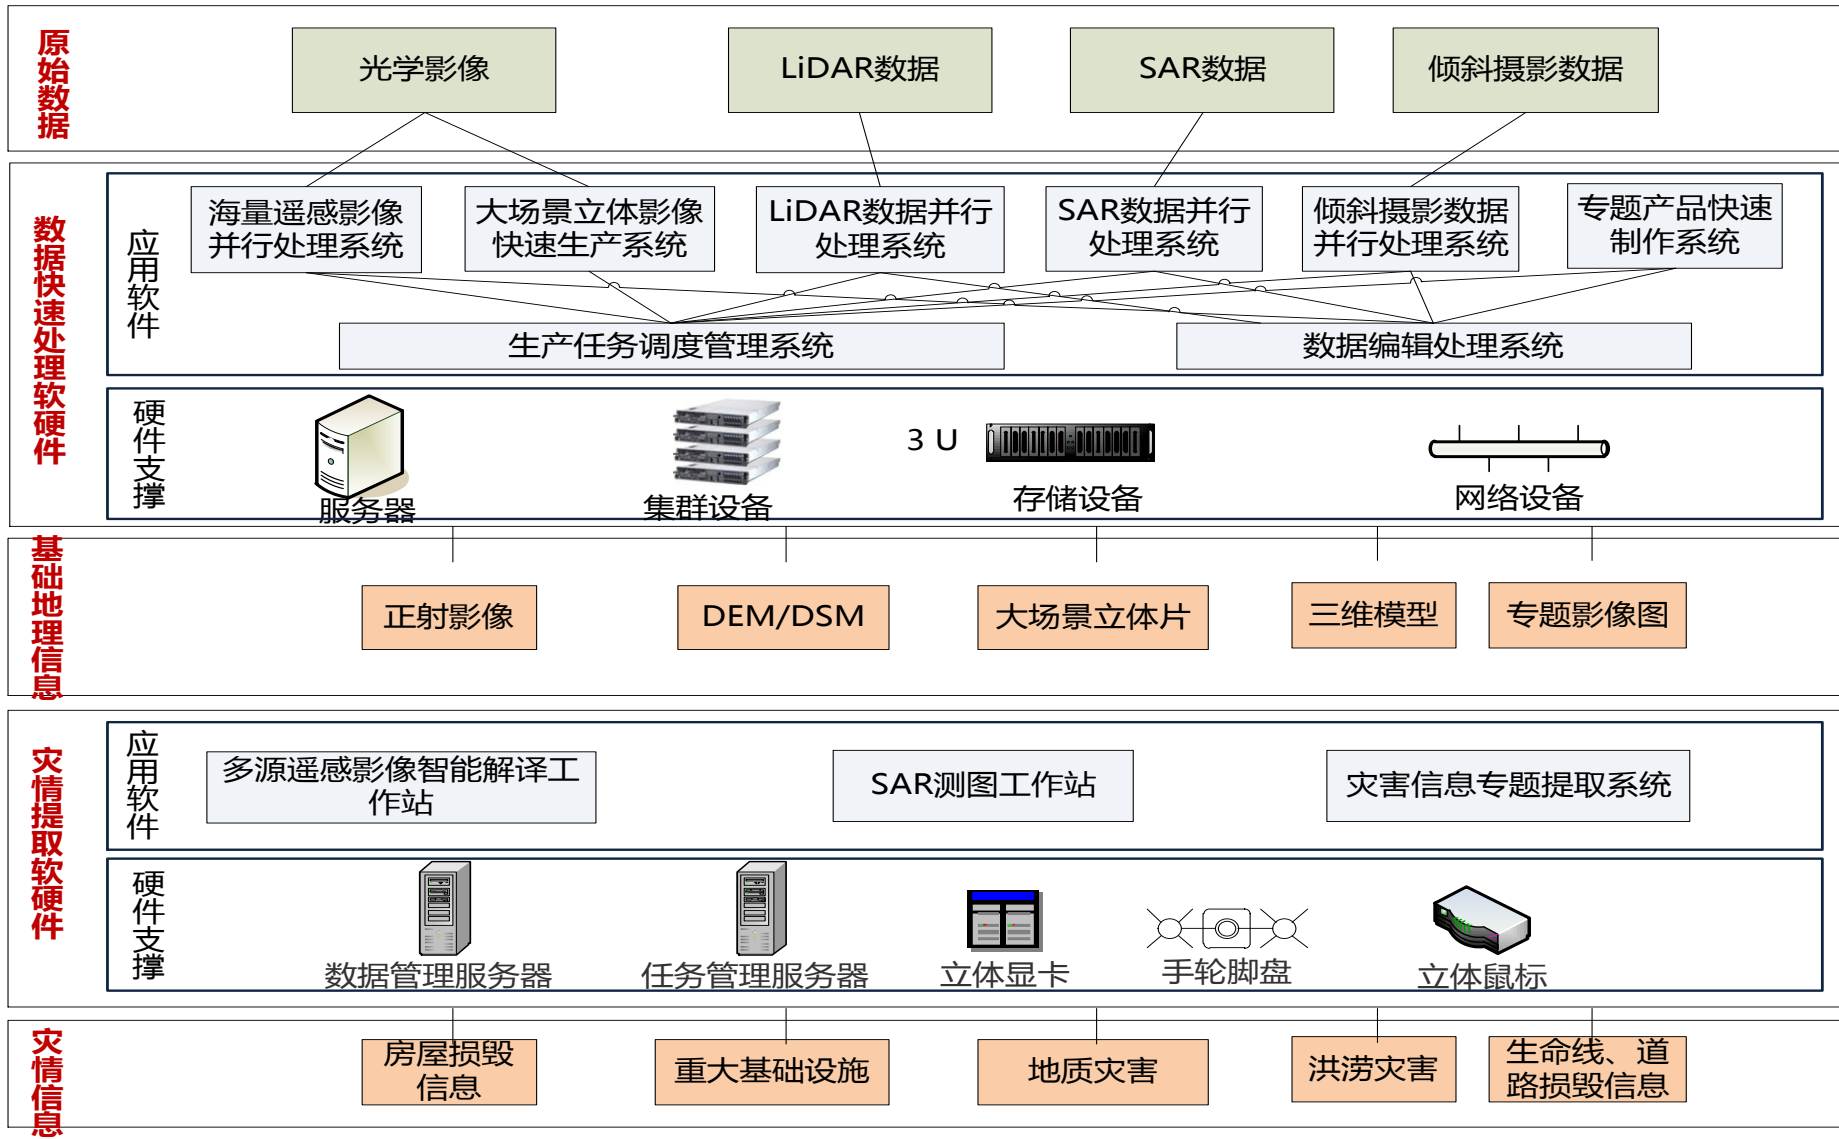 原始数据
光学影像
LiDAR数据
SAR数据
倾斜摄影数据
数据快速处理软硬件
应用软件
海量遥感影像
并行处理系统
大场景立体影像
快速生产系统
LiDAR数据并行
处理系统
SAR数据并行
处理系统
倾斜摄影数据
并行处理系统
专题产品快速
制作系统
生产任务调度管理系统
数据编辑处理系统
硬件支撑
3 U
服务器
集群设备
存储设备
网络设备
基础地理信息
正射影像
DEM/DSM
大场景立体片
三维模型
专题影像图
灾情提取软硬件
应用软件
多源遥感影像智能解译工
作站
SAR测图工作站
灾害信息专题提取系统
硬件支撑
数据管理服务器
任务管理服务器
立体显卡
手轮脚盘
立体鼠标
灾情信息
房屋损毁
信息
重大基础设施
地质灾害
洪涝灾害
生命线、道
路损毁信息